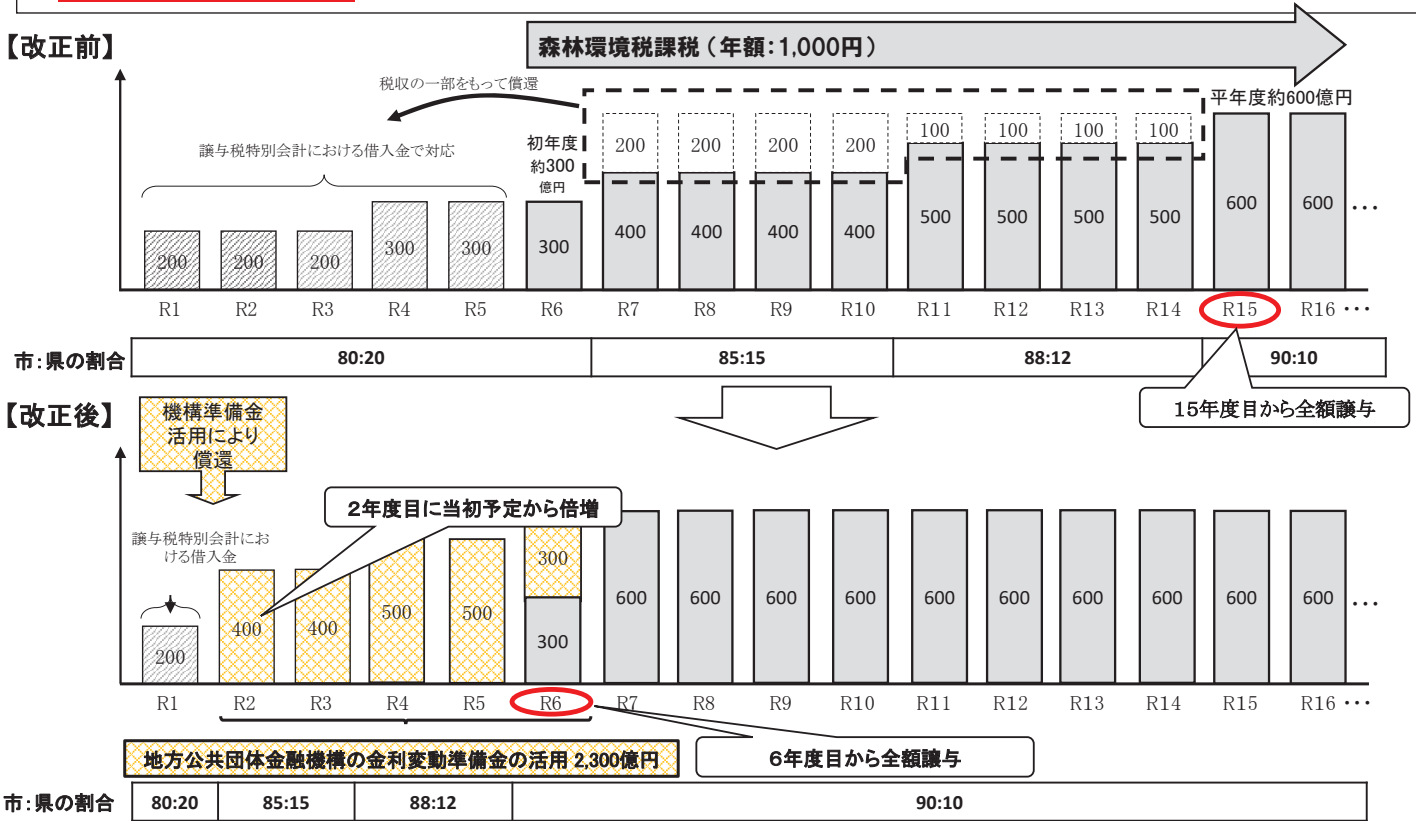 【改正前】
森林環境税課税（年額：1,000円）
税収の一部をもって償還
平年度約600億円
譲与税特別会計における借入金で対応
初年度
約300
億円
200 200 200 200 100 100 100 100
200 200 200 300 300 300 400 400 400 400 500 500 500 500 600 600 …
R1 R2 R3 R4 R5 R6 R7 R8 R9 R10 R11 R12 R13 R14 R15 R16 …
市：県の割合 80:20 85:15 88:12 90:10
15年度目から全額譲与
【改正後】
機構準備金
活用により
償還
2年度目に当初予定から倍増
譲与税特別会計にお
ける借入金
300
200 400 400 500 500 300 600 600 600 600 600 600 600 600 600 600 …
R1 R2 R3 R4 R5 R6 R7 R8 R9 R10 R11 R12 R13 R14 R15 R16 …
地方公共団体金融機構の金利変動準備金の活用 2,300億円
6年度目から全額譲与
市：県の割合 80:20 85:15 88:12 90:10